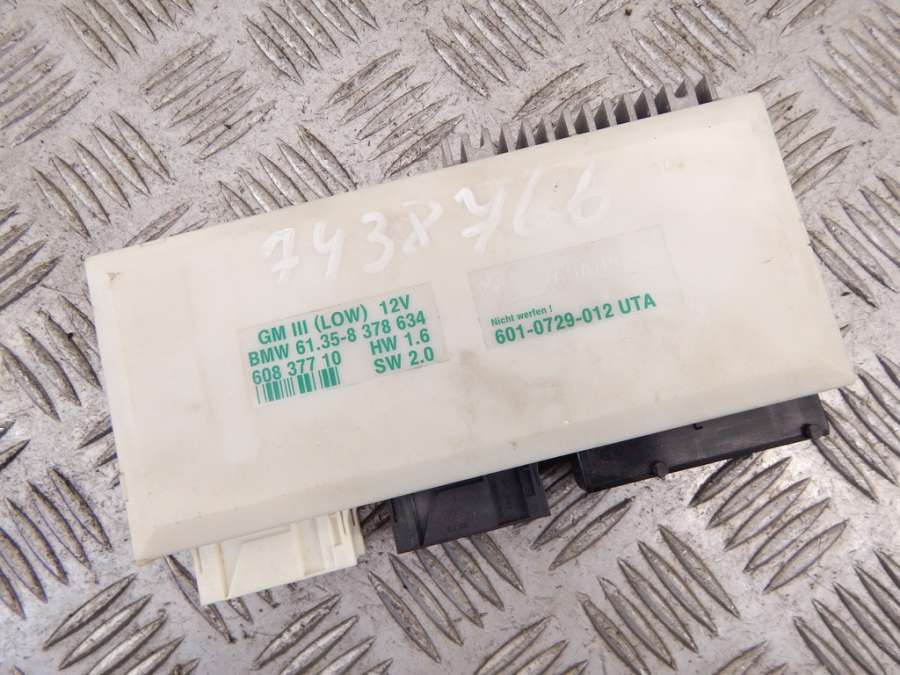 7438766
GM III (LOW) 12V
BMW 61.35-8 378 634
608 377 10 HW 1.6
SW 2.0
Nicht werfen !
601-0729-012 UTA